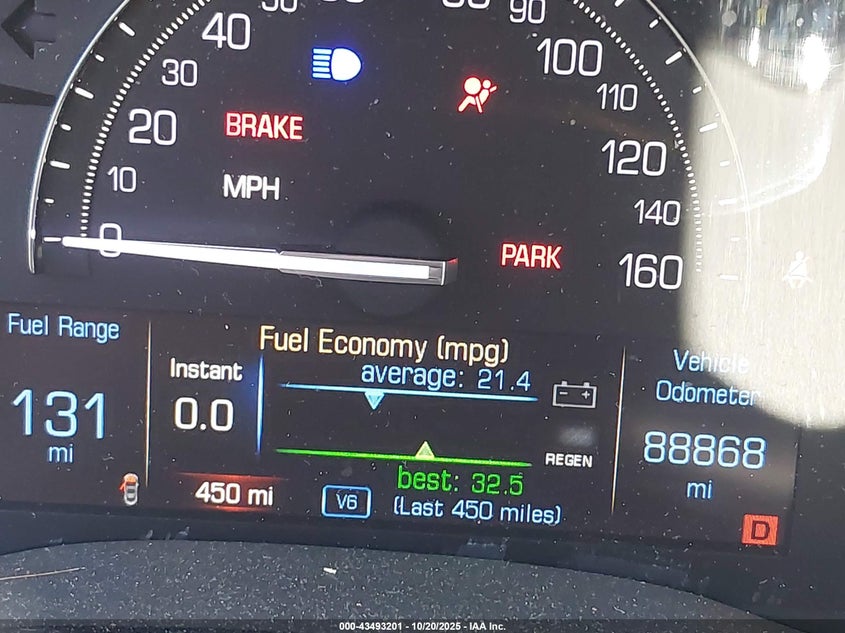 50
90
40
100
30
110
20
BRAKE
120
10
MPH
140
0
PARK
160
Fuel Range
131
mi
Fuel Economy (mpg)
Instant
0.0
average: 21.4
REGEN
best: 32.5
(Last 450 miles)
450 mi
V6
Vehicle
Odometer
88868
mi
D
000-43493201 - 10/20/2025 - IAA Inc.